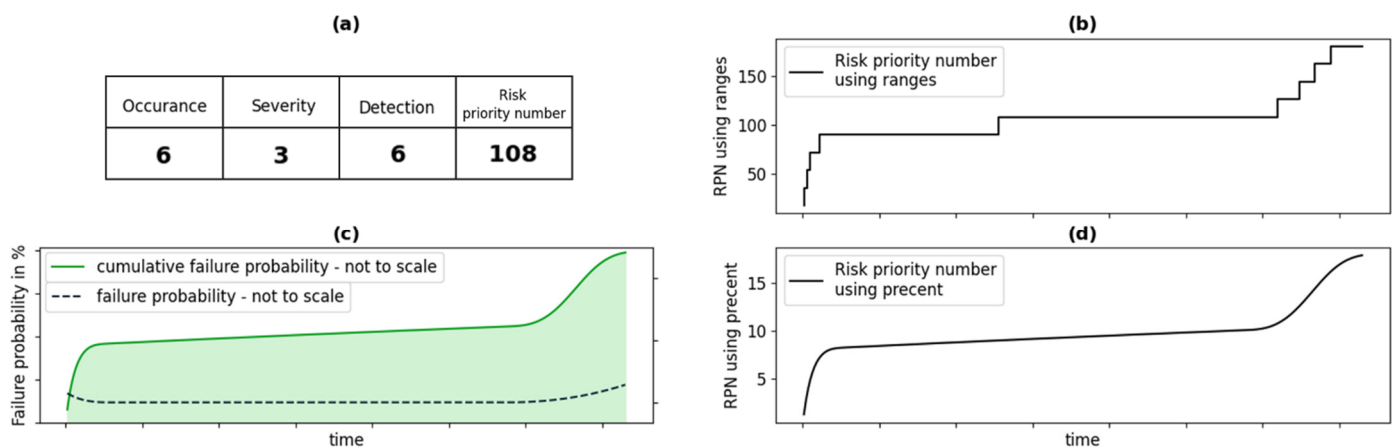 (a)
Occurance Severity Detection Risk
priority number
6 3 6 108
(b)
RPN using ranges
150
100
50
Risk priority number
using ranges
(c)
Failure probability in %
cumulative failure probability - not to scale
failure probability - not to scale
time
(d)
RPN using precent
15
10
5
Risk priority number
using precent
time